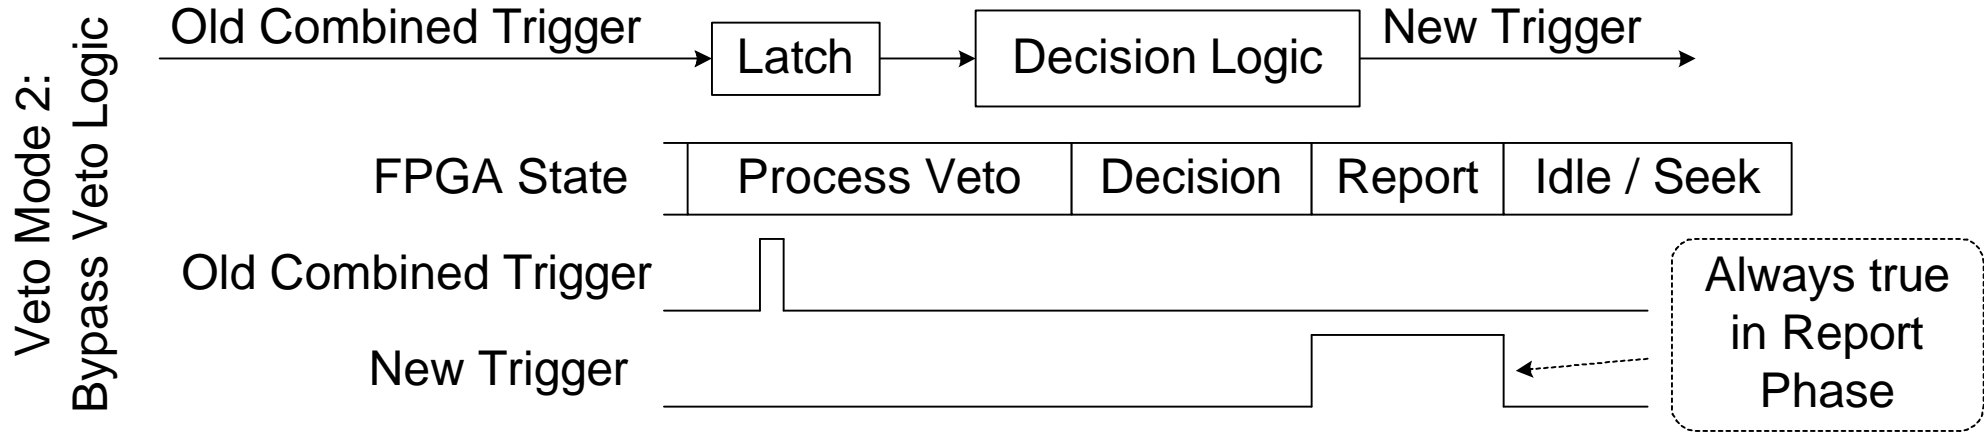 Veto Mode 2:
Bypass Veto Logic
Old Combined Trigger
Latch
Decision Logic
New Trigger
FPGA State
Process Veto
Decision
Report
Idle / Seek
Old Combined Trigger
New Trigger
Always true
in Report
Phase